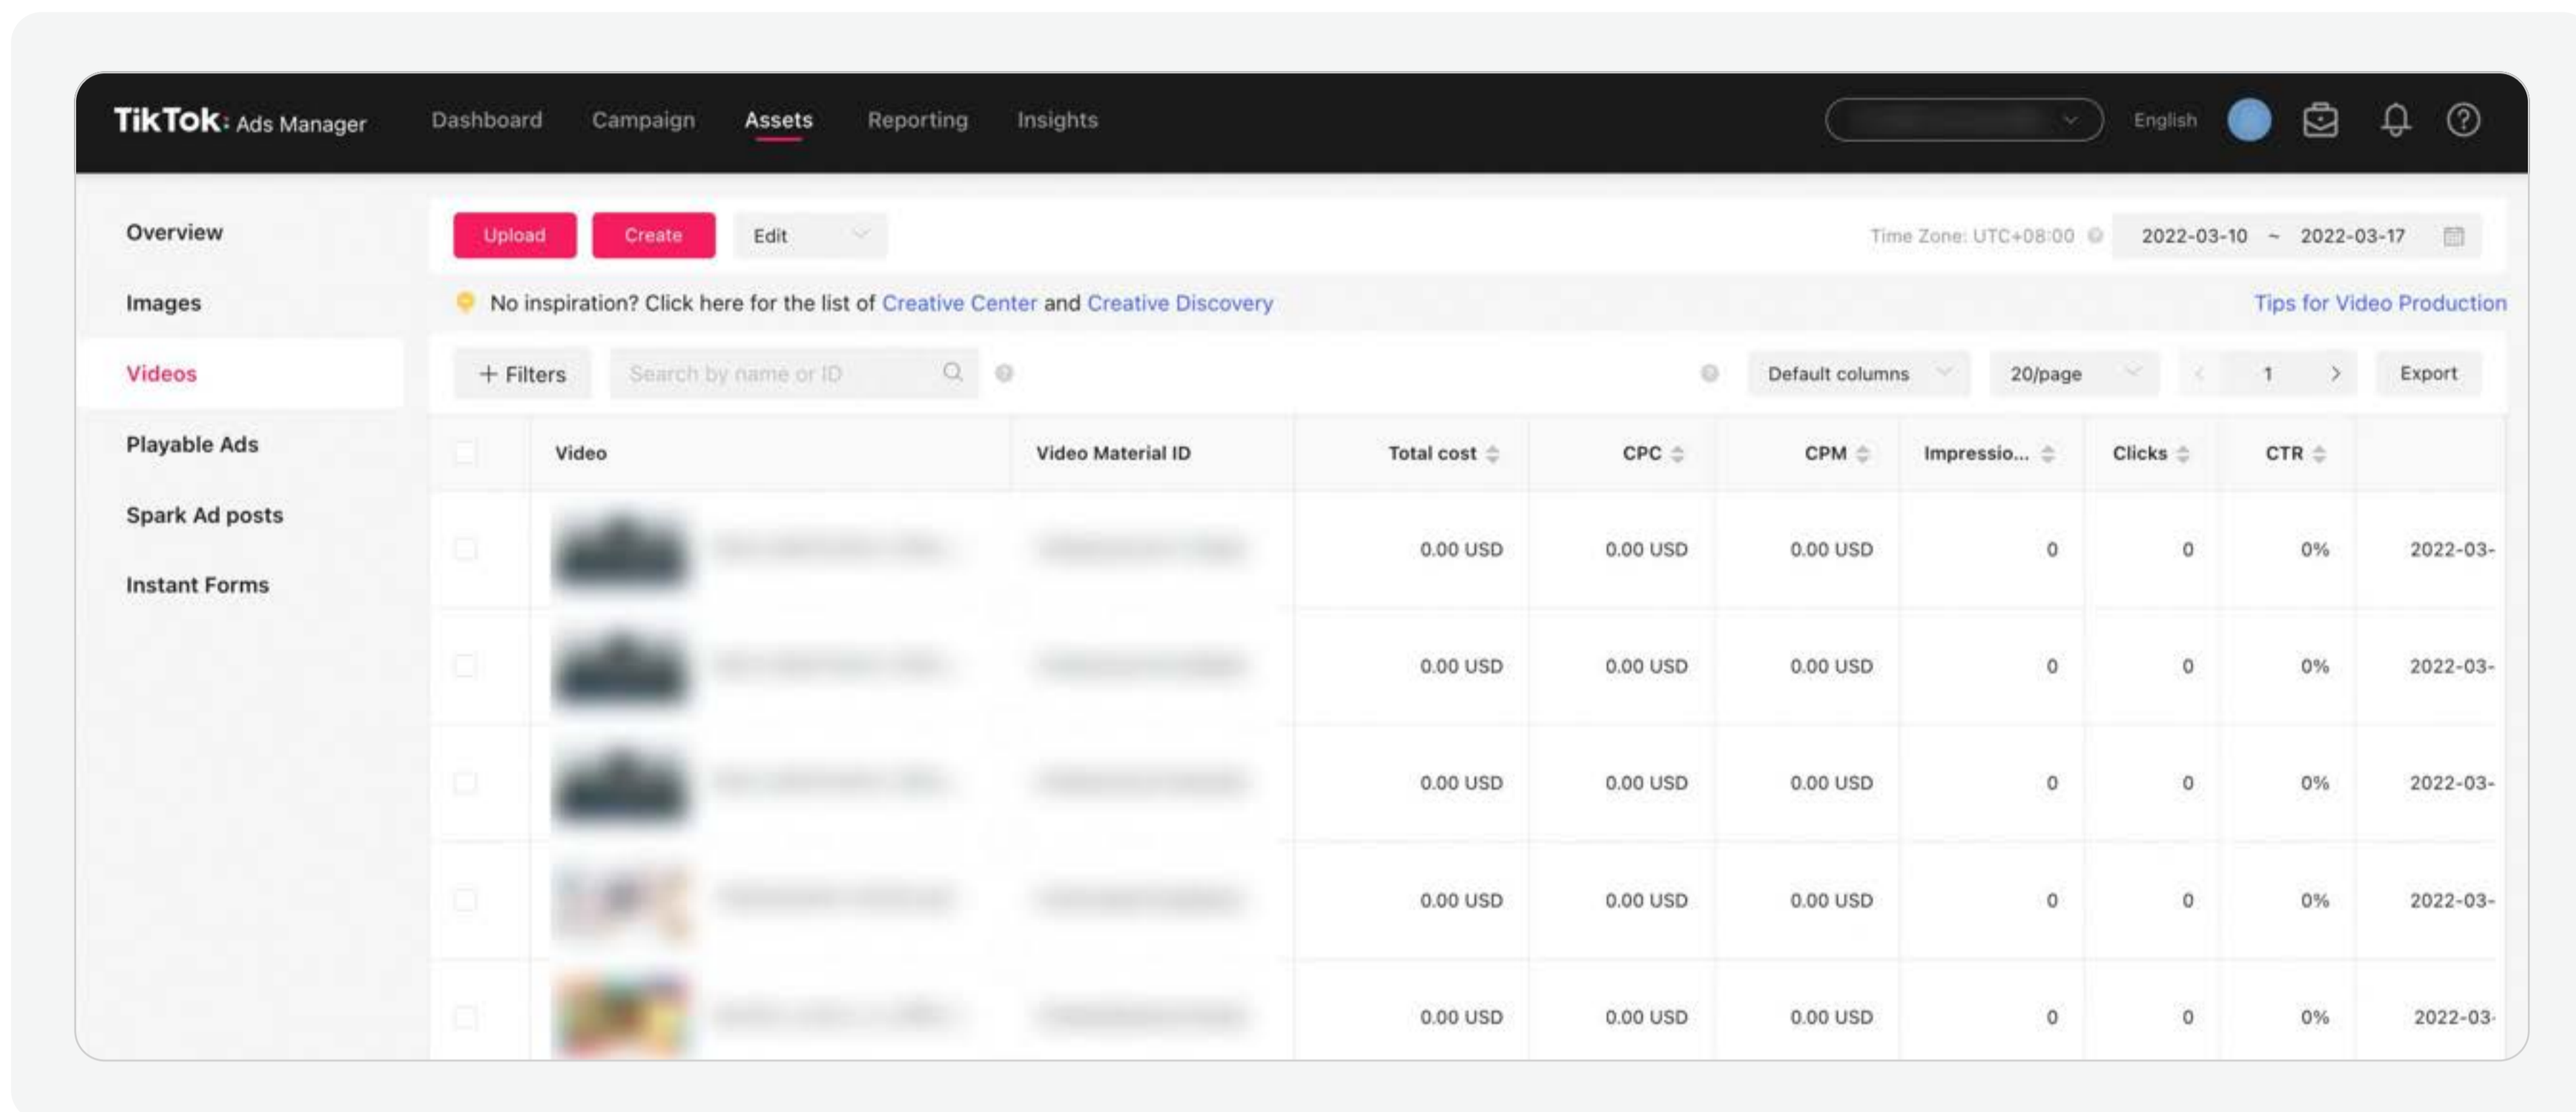 TikTok: Ads Manager Dashboard Campaign Assets Reporting Insights English
Overview
Images
Videos
Playable Ads
Spark Ad posts
Instant Forms
Upload Create Edit Time Zone: UTC+08:00 2022-03-10 ~ 2022-03-17
No inspiration? Click here for the list of Creative Center and Creative Discovery Tips for Video Production
+ Filters Search by name or ID Default columns 20/page < 1 > Export
Video Video Material ID Total cost CPC CPM Impressio... Clicks CTR
0.00 USD 0.00 USD 0.00 USD 0 0 0% 2022-03-
0.00 USD 0.00 USD 0.00 USD 0 0 0% 2022-03-
0.00 USD 0.00 USD 0.00 USD 0 0 0% 2022-03-
0.00 USD 0.00 USD 0.00 USD 0 0 0% 2022-03-
0.00 USD 0.00 USD 0.00 USD 0 0 0% 2022-03-